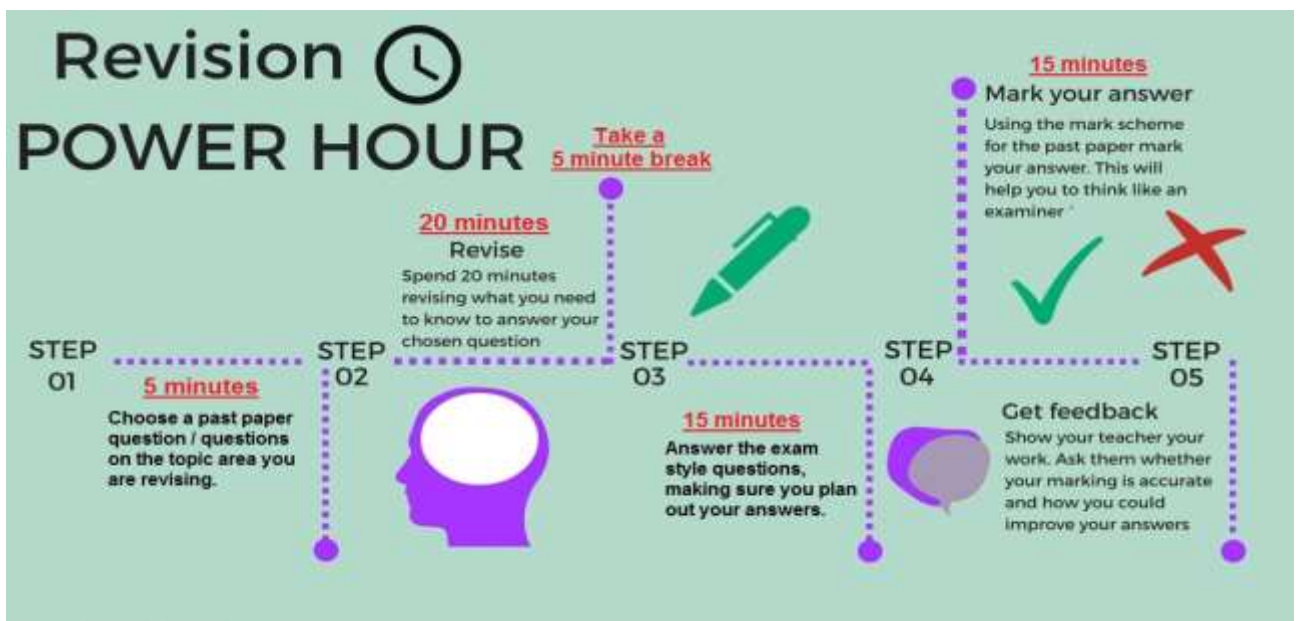 Revision
POWER HOUR
STEP
01
5 minutes
Choose a past paper
question / questions
on the topic area you
are revising.
STEP
02
20 minutes
Revise
Spend 20 minutes
revising what you need
to know to answer your
chosen question
Take a
5 minute break
STEP
03
15 minutes
Answer the exam
style questions,
making sure you plan
out your answers.
STEP
04
15 minutes
Mark your answer
Using the mark scheme
for the past paper mark
your answer. This will
help you to think like an
examiner
STEP
05
Get feedback
Show your teacher your
work. Ask them whether
your marking is accurate
and how you could
improve your answers